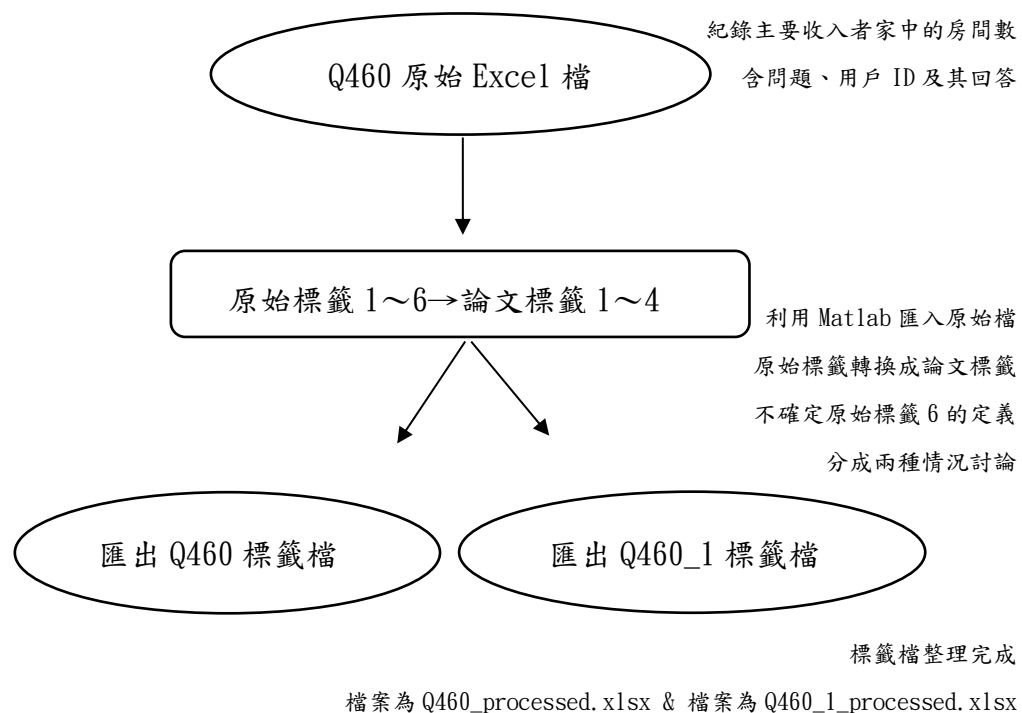 紀錄主要收入者家中的房間數
Q460 原始 Excel 檔
含問題、用戶 ID 及其回答
原始標籤 1～6→論文標籤 1～4
利用 Matlab 匯入原始檔
原始標籤轉換成論文標籤
不確定原始標籤 6 的定義
分成兩種情況討論
匯出 Q460 標籤檔
匯出 Q460_1 標籤檔
標籤檔整理完成
檔案為 Q460_processed.xlsx & 檔案為 Q460_1_processed.xlsx